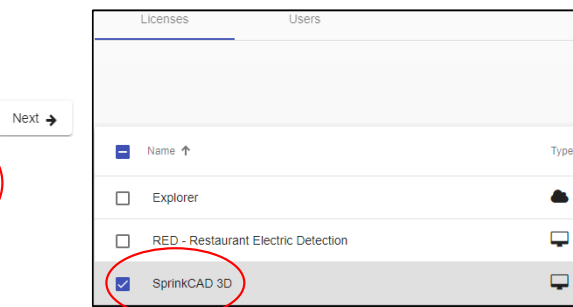 Licenses Users
Next
Name Type
Explorer
RED - Restaurant Electric Detection
SprinkCAD 3D